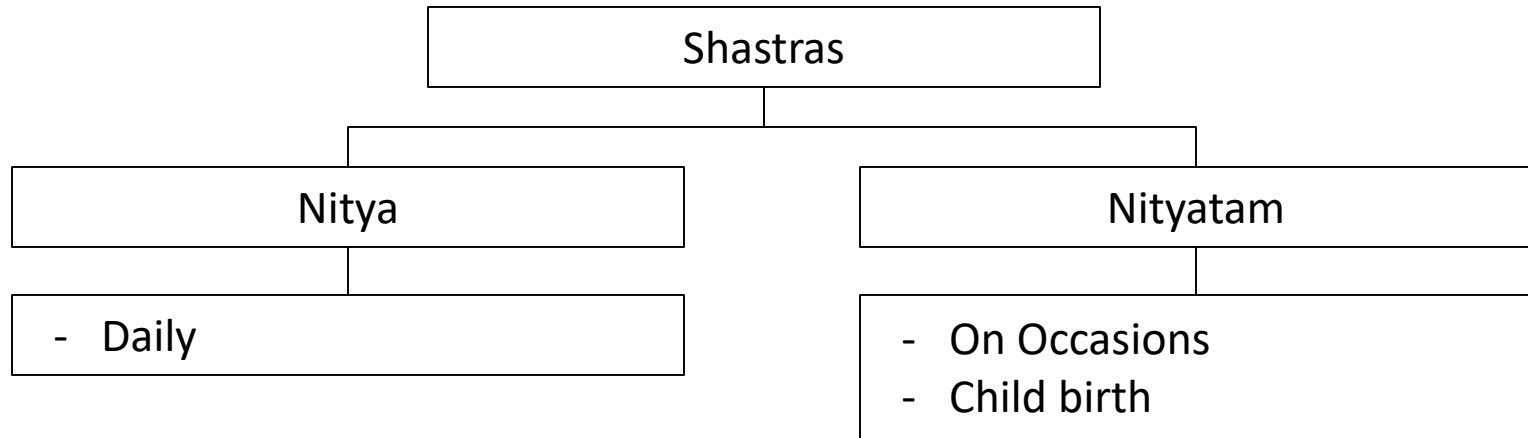 Shastras
Nitya
Nityatam
- Daily
- On Occasions
- Child birth